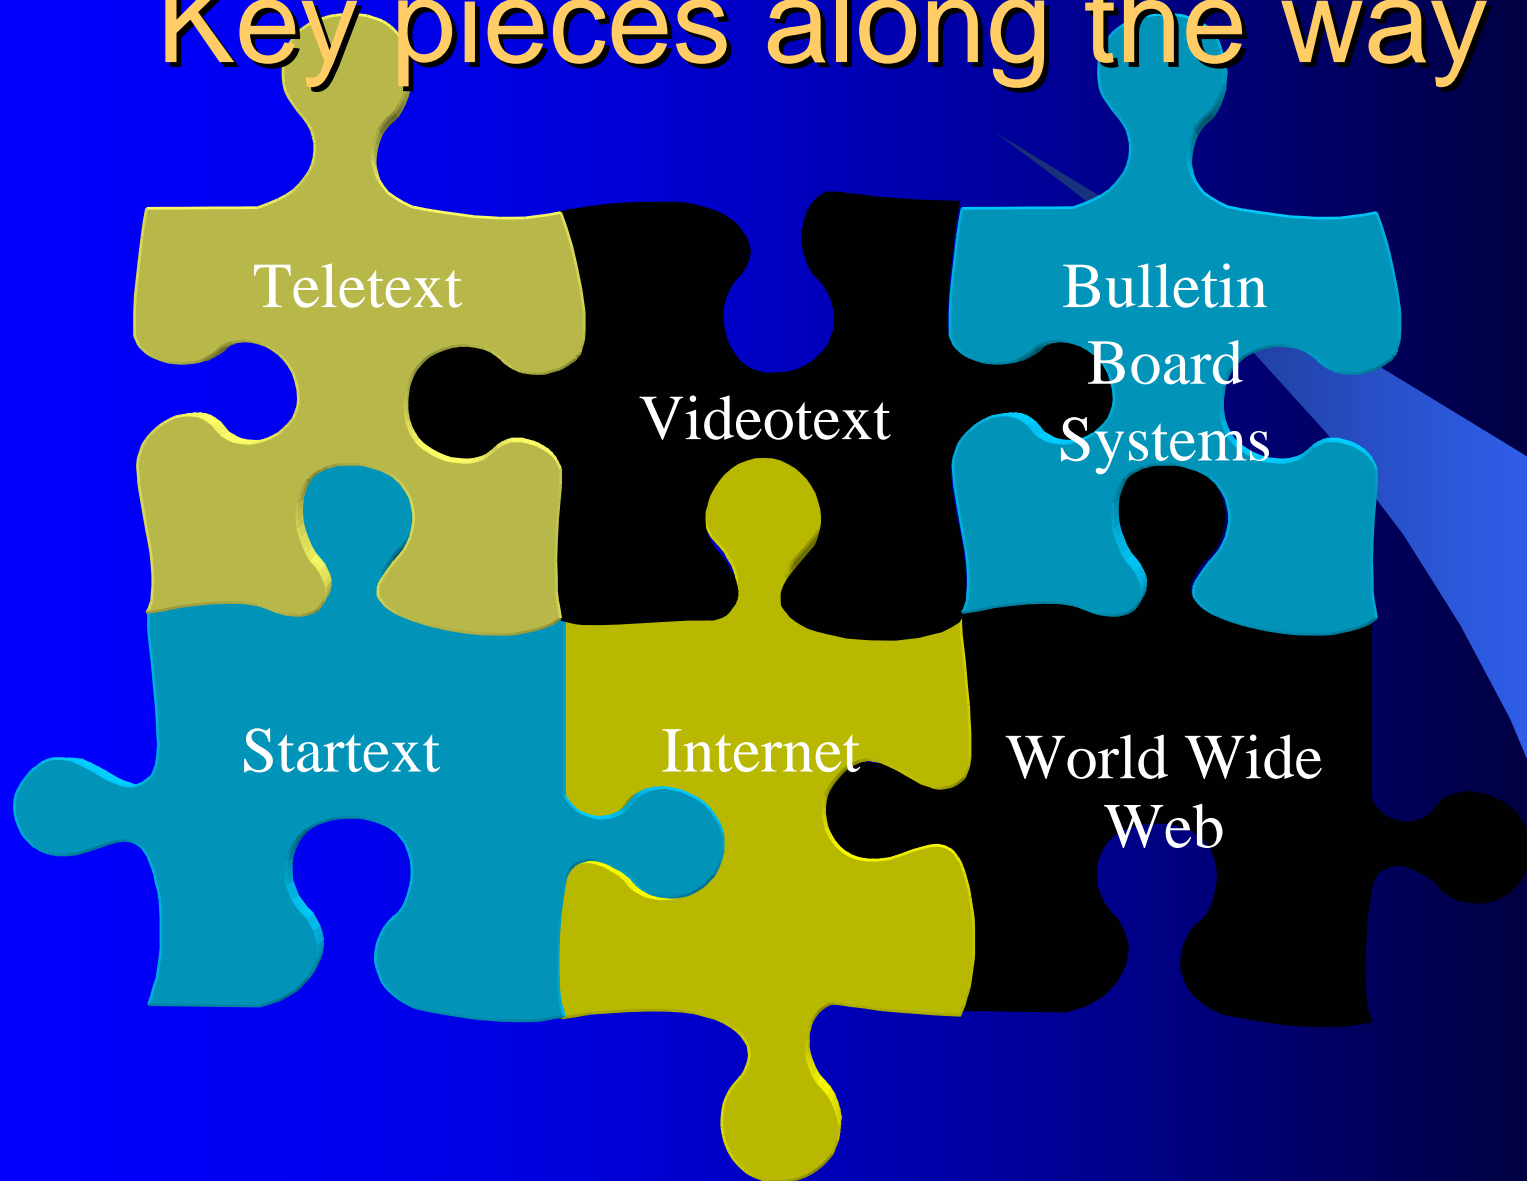 Key pieces along the way
Teletext
Videotext
Bulletin
Board
Systems
Startext
Internet
World Wide
Web